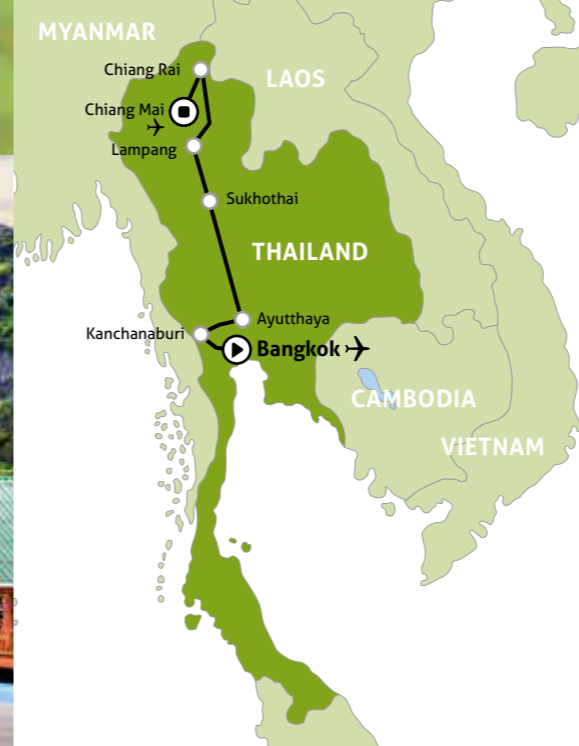 MYANMAR
Chiang Rai
LAOS
Chiang Mai
Lampang
Sukhothai
THAILAND
Ayutthaya
Kanchanaburi
Bangkok
CAMBODIA
VIETNAM